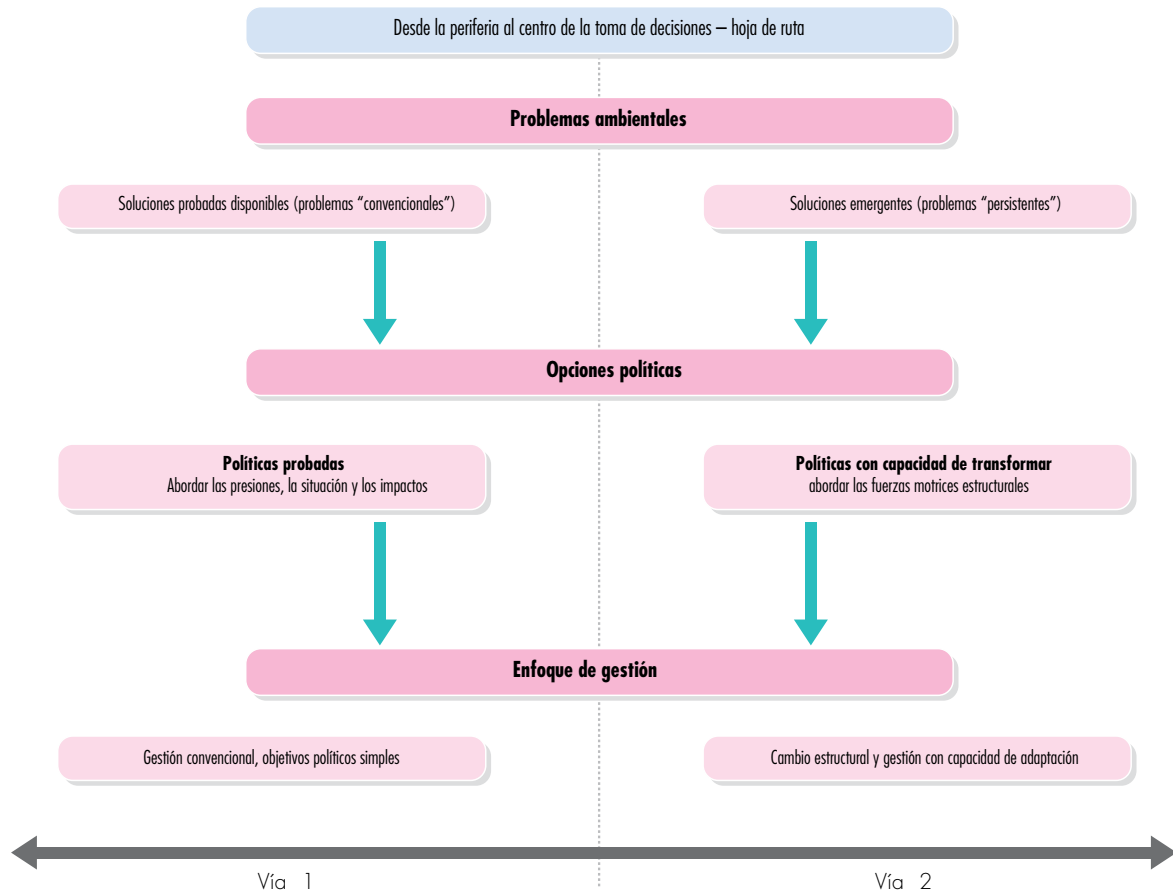 Desde la periferia al centro de la toma de decisiones – hoja de ruta
Problemas ambientales
Soluciones probadas disponibles (problemas “convencionales”)
Soluciones emergentes (problemas “persistentes”)
Opciones políticas
Políticas probadas
Abordar las presiones, la situación y los impactos
Políticas con capacidad de transformar
abordar las fuerzas motrices estructurales
Enfoque de gestión
Gestión convencional, objetivos políticos simples
Cambio estructural y gestión con capacidad de adaptación
Vía 1
Vía 2